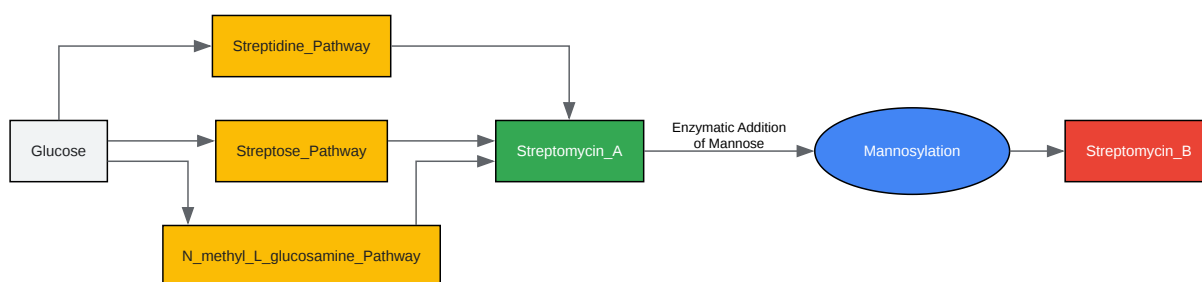 Streptidine_Pathway
Glucose
Streptose_Pathway
Streptomycin_A
Enzymatic Addition
of Mannose
Mannosylation
Streptomycin_B
N_methyl_L_glucosamine_Pathway